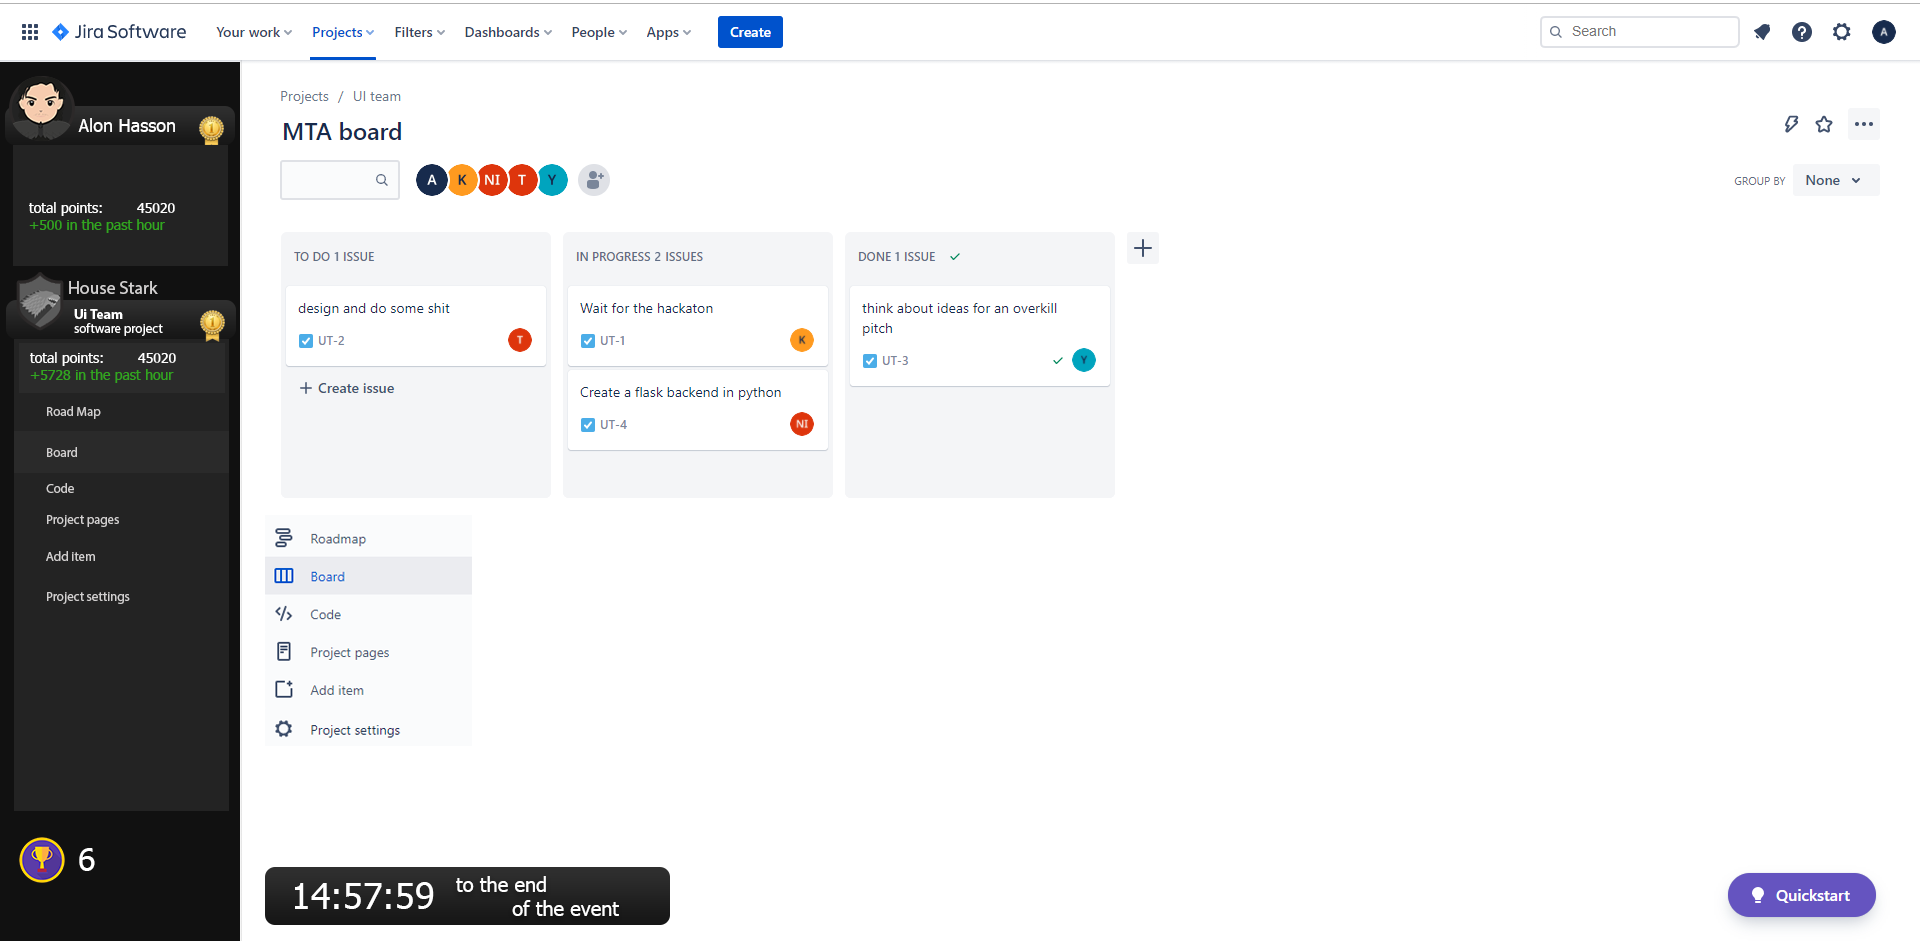 Jira Software
Your work
Projects
Filters
Dashboards
People
Apps
Create
Search
A
Alon Hasson
1
total points: 45020
+500 in the past hour
House Stark
Ui Team
software project
1
total points: 45020
+5728 in the past hour
Road Map
Board
Code
Project pages
Add item
Project settings
6
Projects / UI team
MTA board
A K NI T Y
GROUP BY None
TO DO 1 ISSUE
design and do some shit
UT-2 T
+ Create issue
IN PROGRESS 2 ISSUES
Wait for the hackaton
UT-1 K
Create a flask backend in python
UT-4 NI
DONE 1 ISSUE
think about ideas for an overkill
pitch
UT-3 Y
Roadmap
Board
Code
Project pages
Add item
Project settings
14:57:59 to the end
of the event
Quickstart